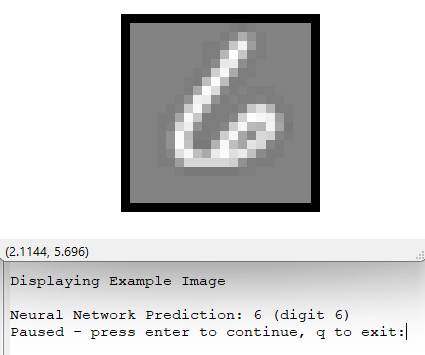 6
(2.1144, 5.696)
Displaying Example Image
Neural Network Prediction: 6 (digit 6)
Paused - press enter to continue, q to exit: